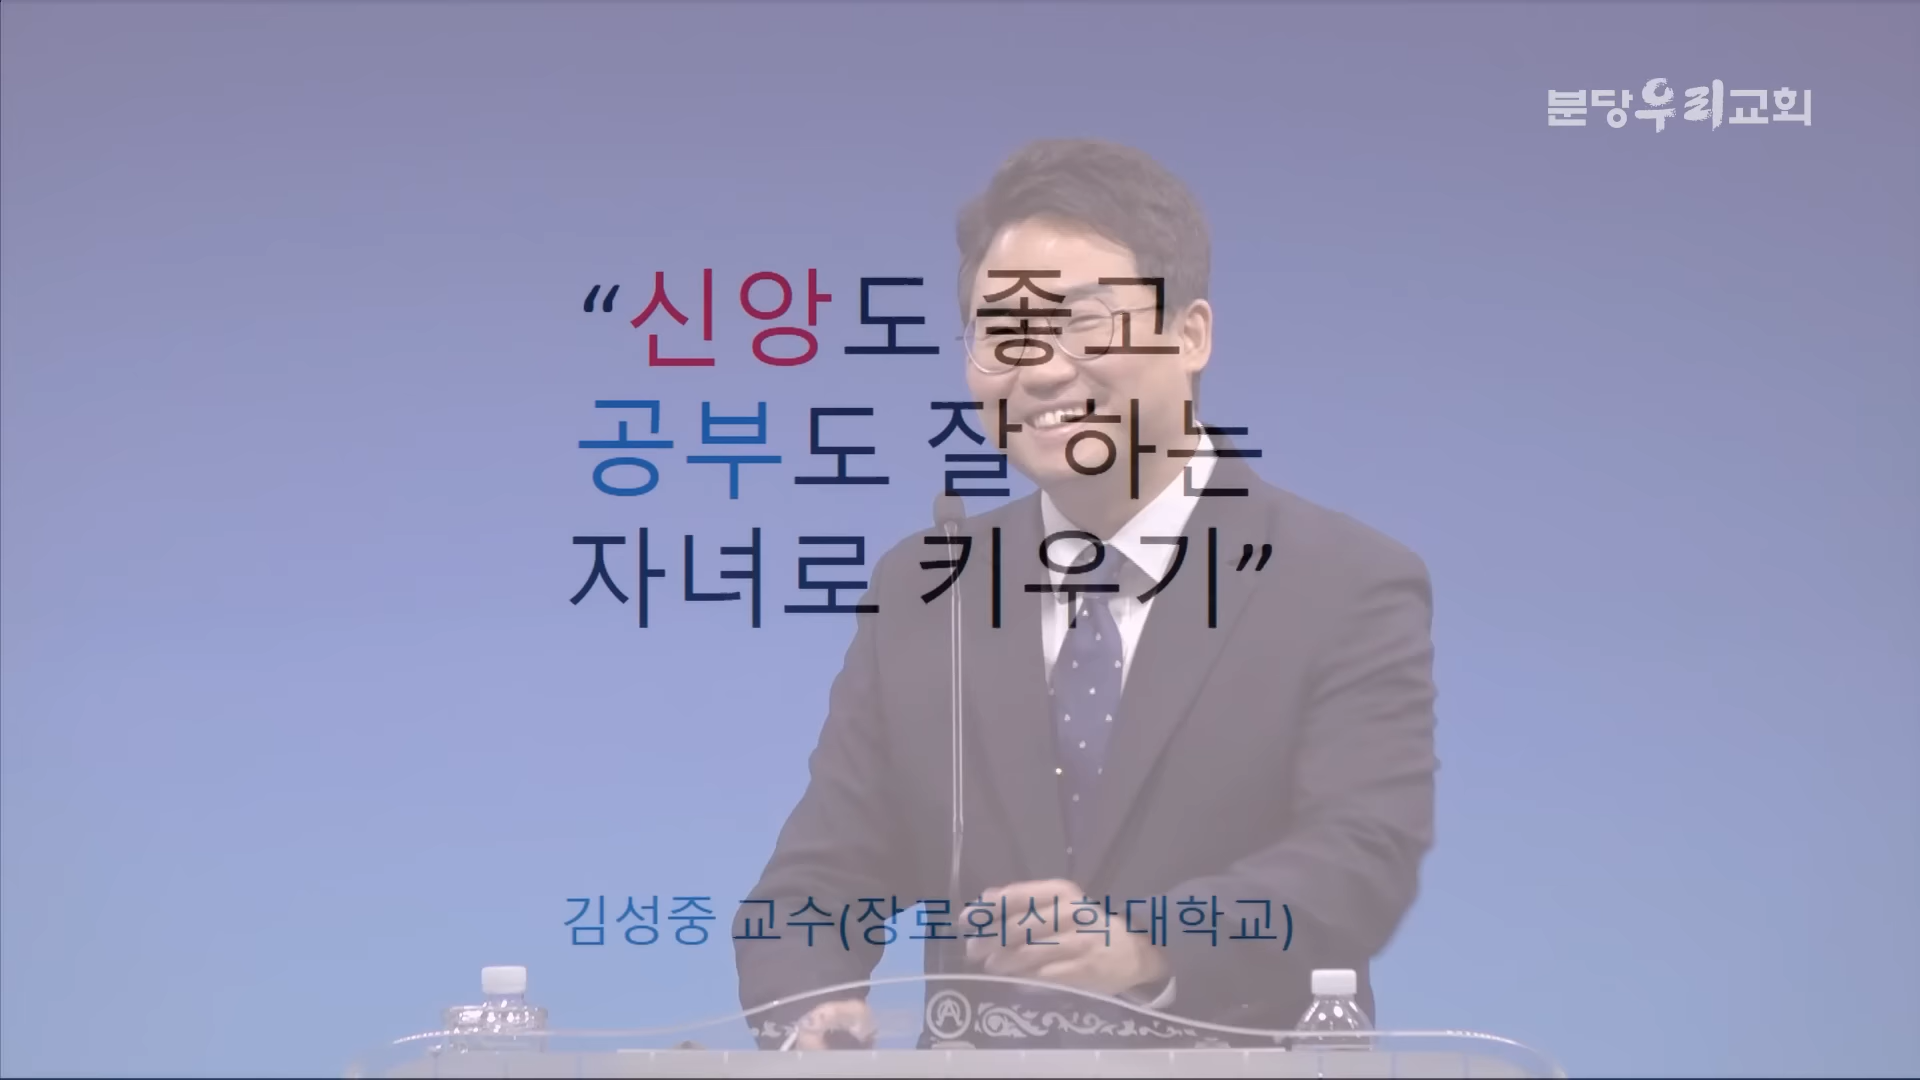 분당우리교회
“신앙도 좋고
공부도 잘 하는
자녀로 키우기”
김성중 교수(장로회신학대학교)